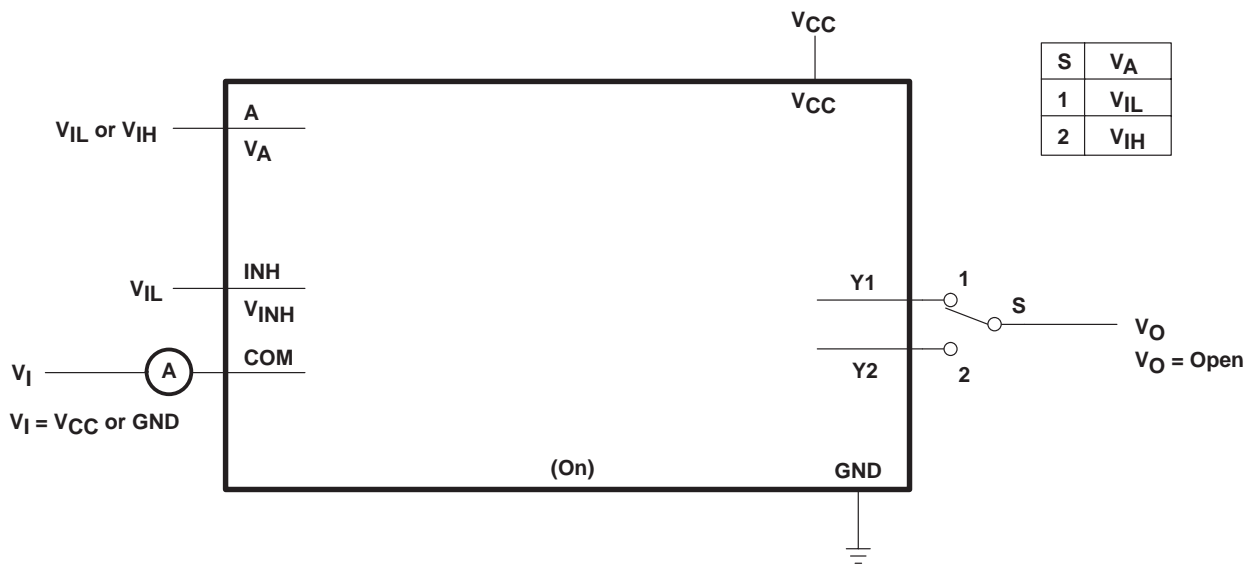 VCC
VCC
S VA
1 VIL
2 VIH
VIL or VIH
A
VA
VIL
INH
VINH
VI
A
COM
VI = VCC or GND
Y1
1
S
VO
VO = Open
Y2
2
(On)
GND